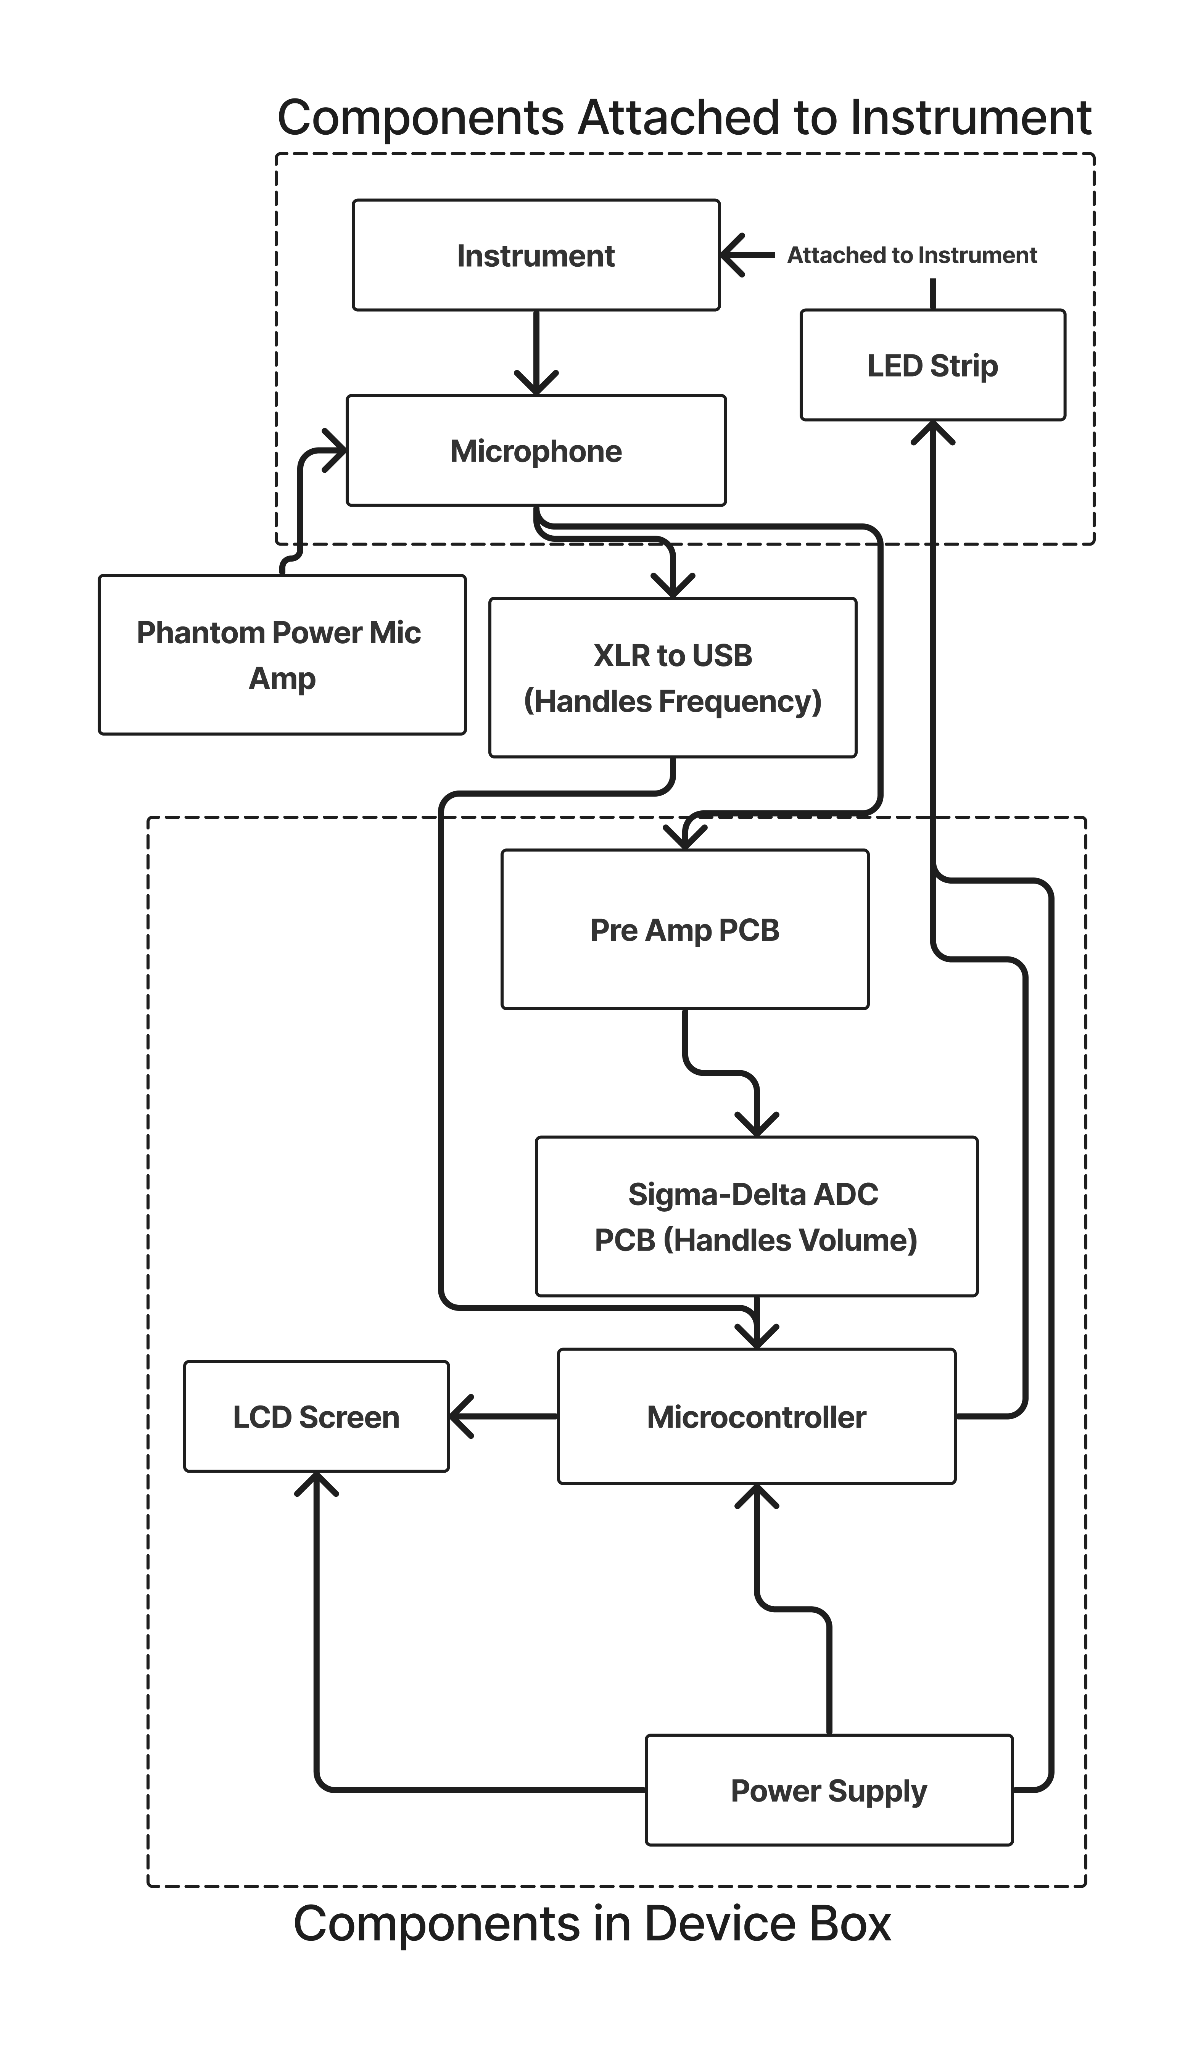 Components Attached to Instrument
Instrument
Attached to Instrument
LED Strip
Microphone
Phantom Power Mic
Amp
XLR to USB
(Handles Frequency)
Pre Amp PCB
Sigma-Delta ADC
PCB (Handles Volume)
LCD Screen
Microcontroller
Power Supply
Components in Device Box